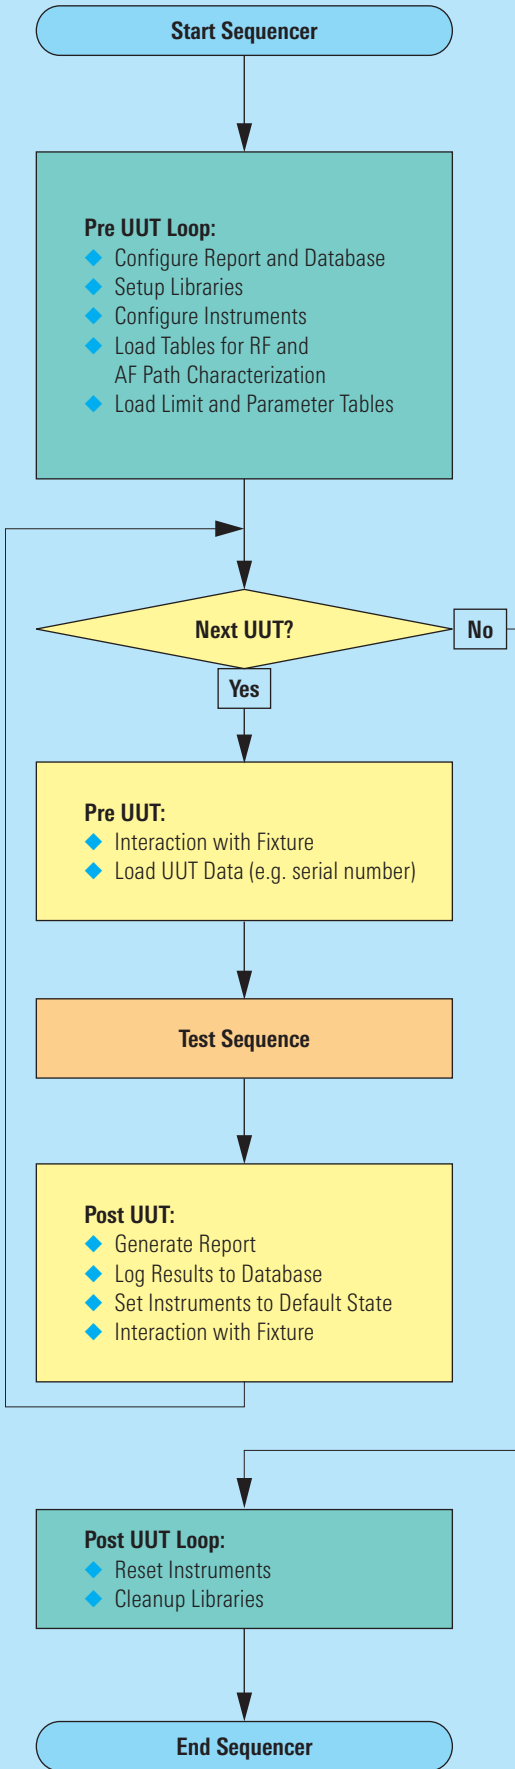 Start Sequencer
Pre UUT Loop:
Configure Report and Database
Setup Libraries
Configure Instruments
Load Tables for RF and
AF Path Characterization
Load Limit and Parameter Tables
Next UUT?
No
Yes
Pre UUT:
Interaction with Fixture
Load UUT Data (e.g. serial number)
Test Sequence
Post UUT:
Generate Report
Log Results to Database
Set Instruments to Default State
Interaction with Fixture
Post UUT Loop:
Reset Instruments
Cleanup Libraries
End Sequencer